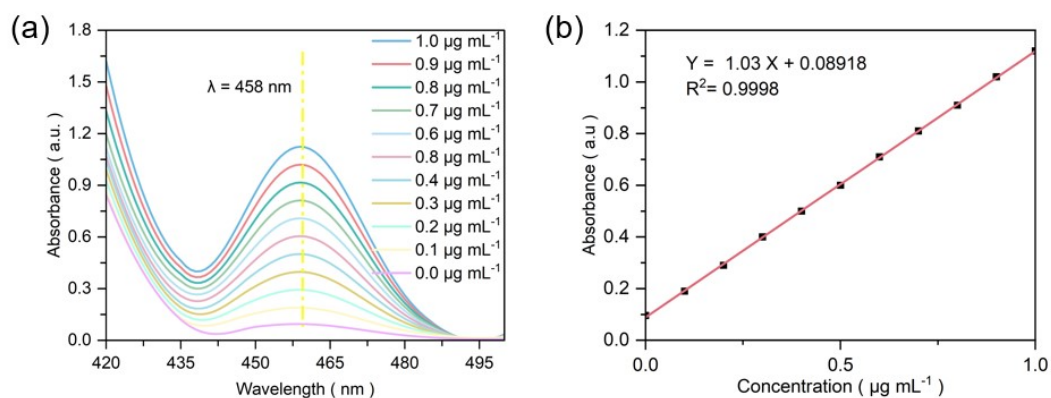 (a)
Absorbance ( a.u. )
1.8
1.5
1.2
0.9
0.6
0.3
0.0
420
435
450
465
480
495
Wavelength ( nm )
λ = 458 nm
1.0 µg mL⁻¹
0.9 µg mL⁻¹
0.8 µg mL⁻¹
0.7 µg mL⁻¹
0.6 µg mL⁻¹
0.8 µg mL⁻¹
0.4 µg mL⁻¹
0.3 µg mL⁻¹
0.2 µg mL⁻¹
0.1 µg mL⁻¹
0.0 µg mL⁻¹
(b)
Absorbance ( a.u )
1.2
1.0
0.8
0.6
0.4
0.2
0.0
0.0
0.5
1.0
Concentration ( µg mL⁻¹ )
Y = 1.03 X + 0.08918
R²= 0.9998